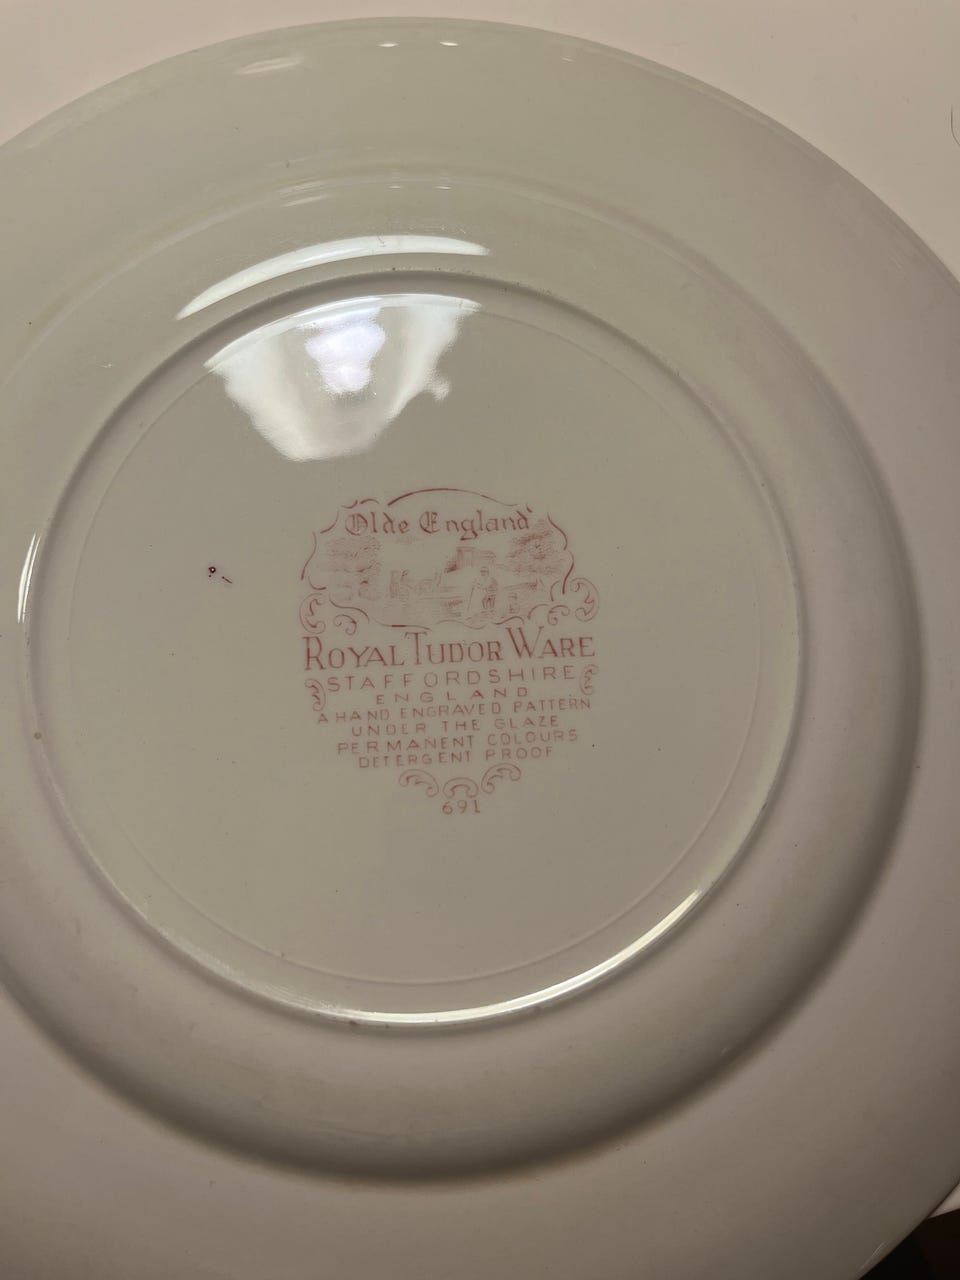 Olde England
ROYAL TUDOR WARE
STAFFORDSHIRE
ENGLAND
A HAND ENGRAVED PATTERN
UNDER THE GLAZE
PERMANENT COLOURS
DETERGENT PROOF
691